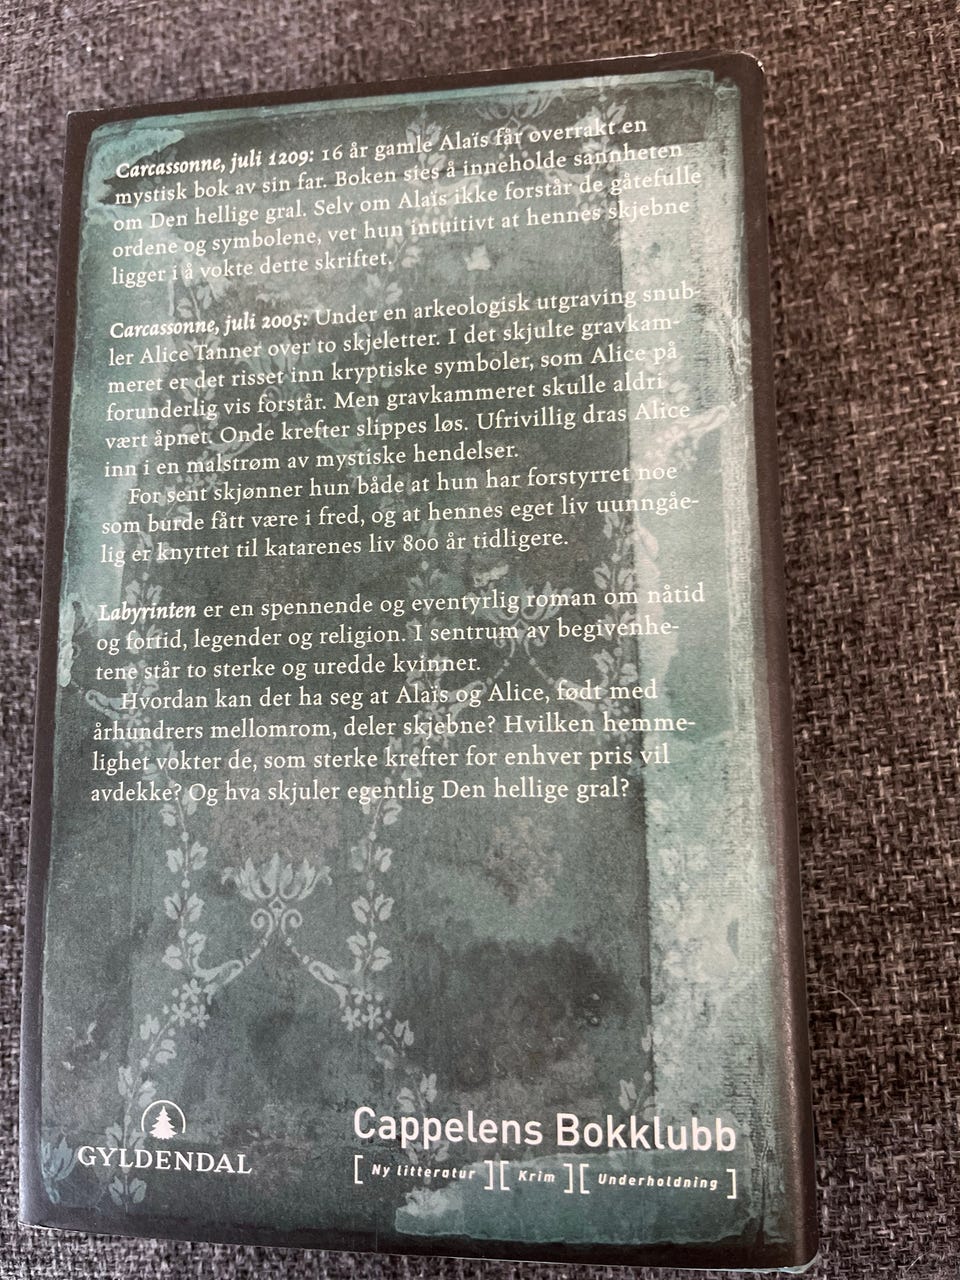 Carcassonne, juli 1209: 16 år gamle Alaïs får overrakt en
mystisk bok av sin far. Boken sies å inneholde sannheten
om Den hellige gral. Selv om Alaïs ikke forstår de gåtefulle
ordene og symbolene, vet hun intuitivt at hennes skjebne
ligger i å vokte dette skriftet.
Carcassonne, juli 2005: Under en arkeologisk utgraving snub-
ler Alice Tanner over to skjeletter. I det skjulte gravkam-
meret er det risset inn kryptiske symboler, som Alice på
forunderlig vis forstår. Men gravkammeret skulle aldri
vært åpnet. Onde krefter slippes løs. Ufrivillig dras Alice
inn i en malstrøm av mystiske hendelser.
For sent skjønner hun både at hun har forstyrret noe
som burde fått være i fred, og at hennes eget liv uunngåe-
lig er knyttet til katarenes liv 800 år tidligere.
Labyrinten er en spennende og eventyrlig roman om nåtid
og fortid, legender og religion. I sentrum av begivenhe-
tene står to sterke og uredde kvinner.
Hvordan kan det ha seg at Alaïs og Alice, født med
århundrers mellomrom, deler skjebne? Hvilken hemme-
lighet vokter de, som sterke krefter for enhver pris vil
avdekke? Og hva skjuler egentlig Den hellige gral?
GYLDENDAL
Cappelens Bokklubb
[ Ny litteratur ] [ Krim ] [ Underholdning ]